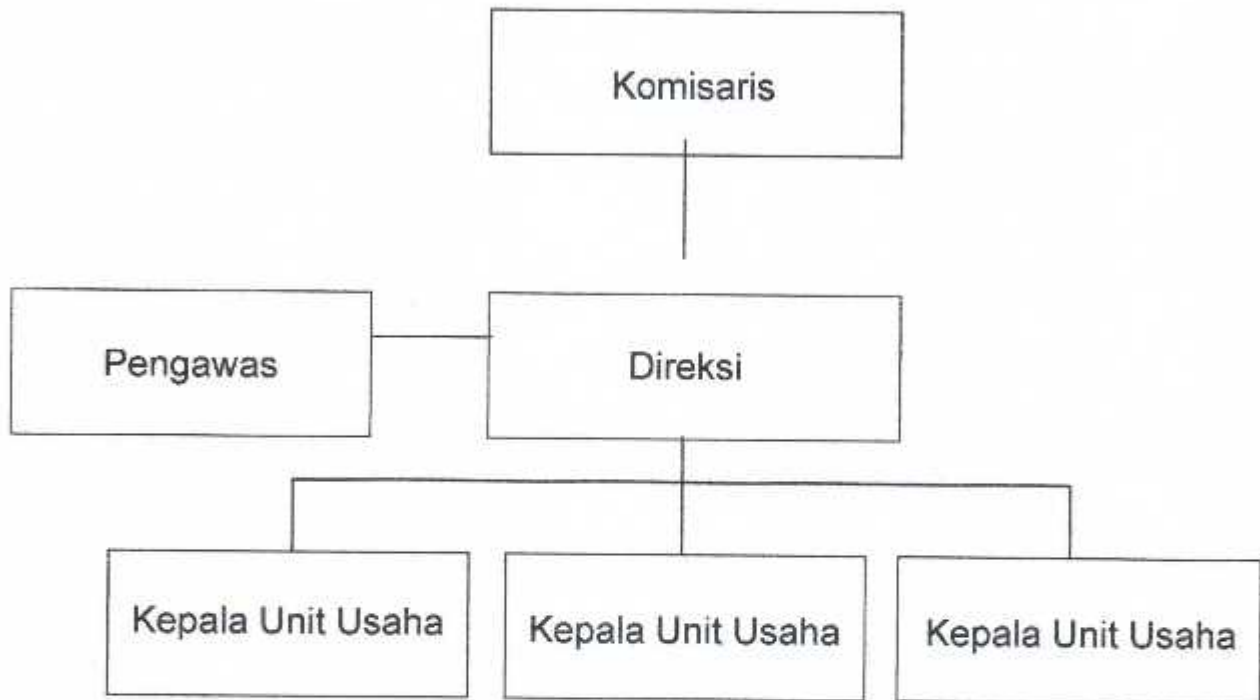 Komisaris
Pengawas
Direksi
Kepala Unit Usaha
Kepala Unit Usaha
Kepala Unit Usaha